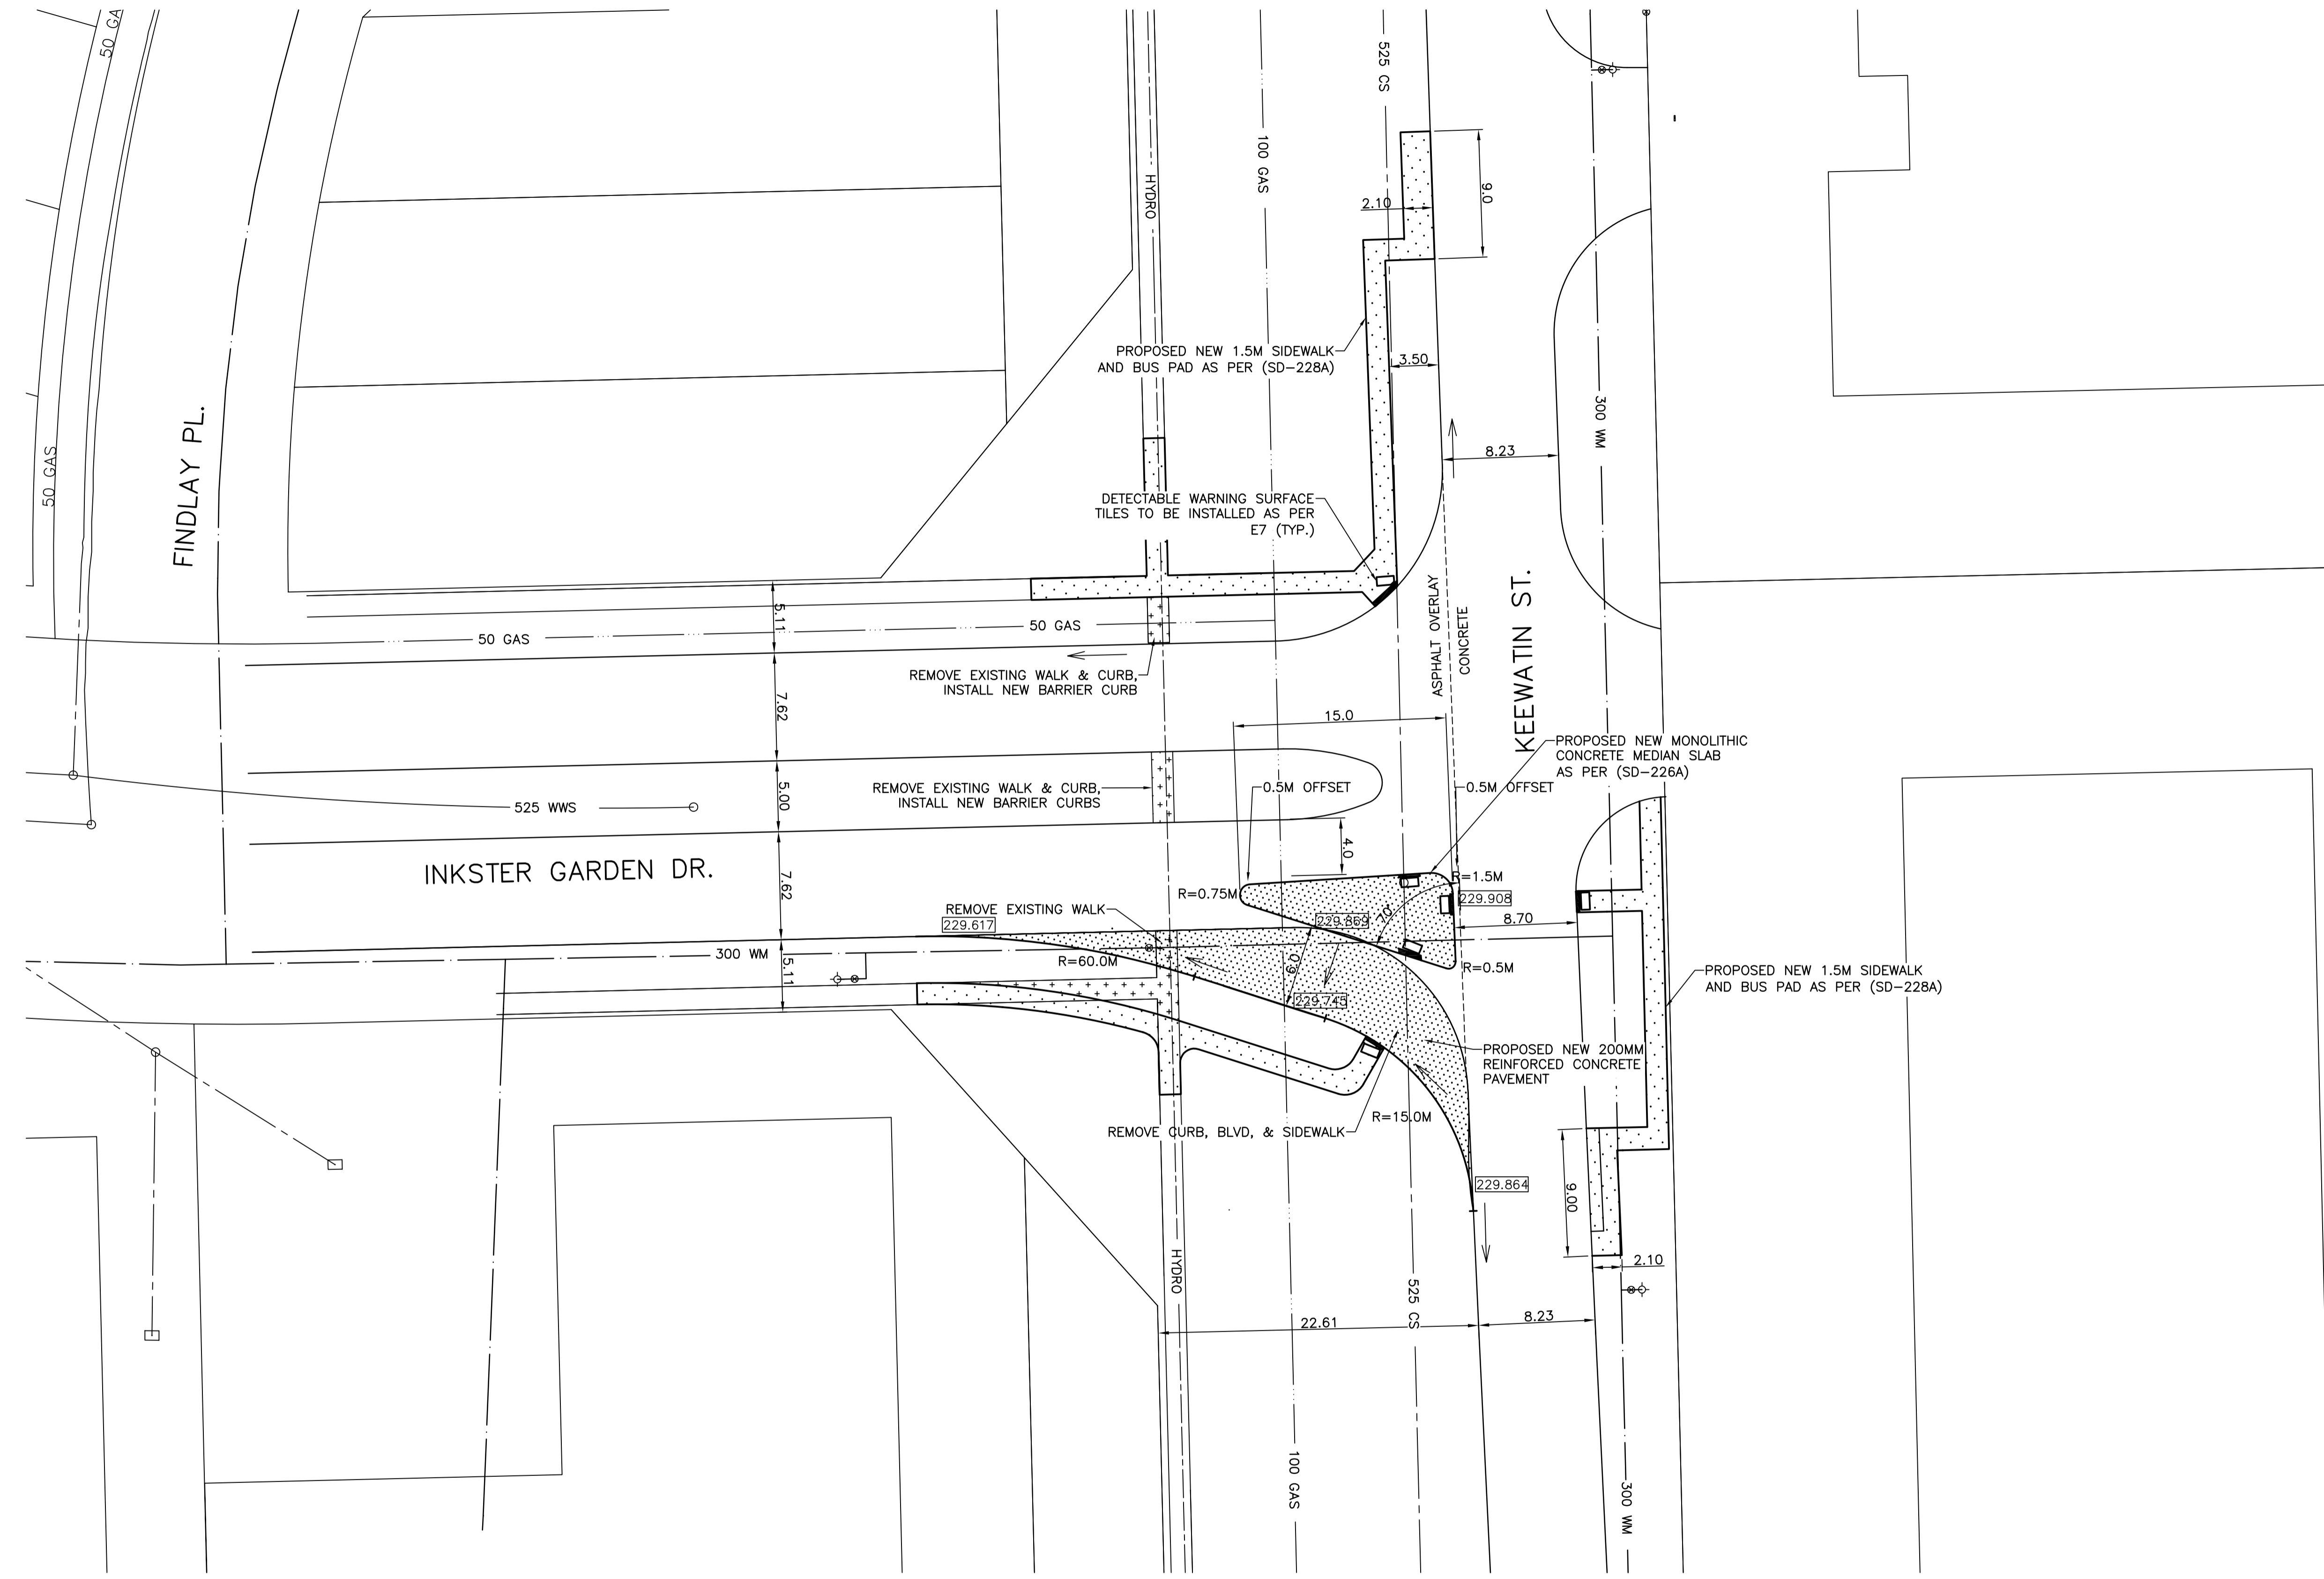 50 GA
525 CS
100 GAS
HYDRO
9.0
2.10
PROPOSED NEW 1.5M SIDEWALK
AND BUS PAD AS PER (SD-228A)
3.50
300 WM
FINDLAY PL.
50 GAS
8.23
DETECTABLE WARNING SURFACE
TILES TO BE INSTALLED AS PER
E7 (TYP.)
ASPHALT OVERLAY
CONCRETE
KEEWATIN ST.
5.11
50 GAS
50 GAS
REMOVE EXISTING WALK & CURB,
INSTALL NEW BARRIER CURB
7.62
15.0
PROPOSED NEW MONOLITHIC
CONCRETE MEDIAN SLAB
AS PER (SD-226A)
REMOVE EXISTING WALK & CURB,
INSTALL NEW BARRIER CURBS
0.5M OFFSET
0.5M OFFSET
5.00
525 WWS
4.0
INKSTER GARDEN DR.
7.62
R=0.75M
R=1.5M
229.908
REMOVE EXISTING WALK
229.617
229.869
70°
8.70
300 WM
5.11
R=60.0M
6.0
R=0.5M
PROPOSED NEW 1.5M SIDEWALK
AND BUS PAD AS PER (SD-228A)
229.745
PROPOSED NEW 200MM
REINFORCED CONCRETE
PAVEMENT
R=15.0M
REMOVE CURB, BLVD, & SIDEWALK
229.864
9.00
2.10
HYDRO
525 CS
22.61
8.23
100 GAS
300 WM